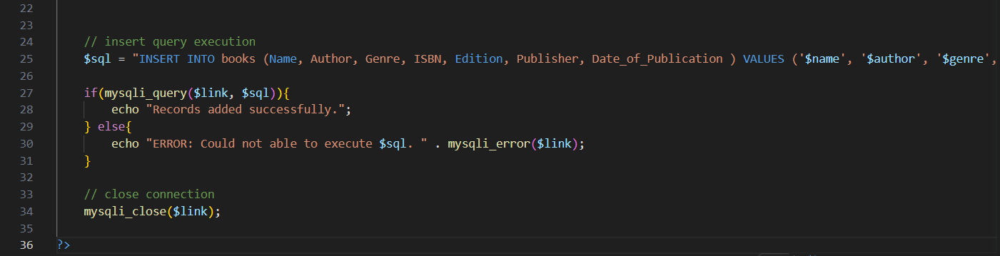 22
23
24 // insert query execution
25 $sql = "INSERT INTO books (Name, Author, Genre, ISBN, Edition, Publisher, Date_of_Publication ) VALUES ('$name', '$author', '$genre',
26
27 if(mysqli_query($link, $sql)){
28 echo "Records added successfully.";
29 } else{
30 echo "ERROR: Could not able to execute $sql. " . mysqli_error($link);
31 }
32
33 // close connection
34 mysqli_close($link);
35
36 ?>